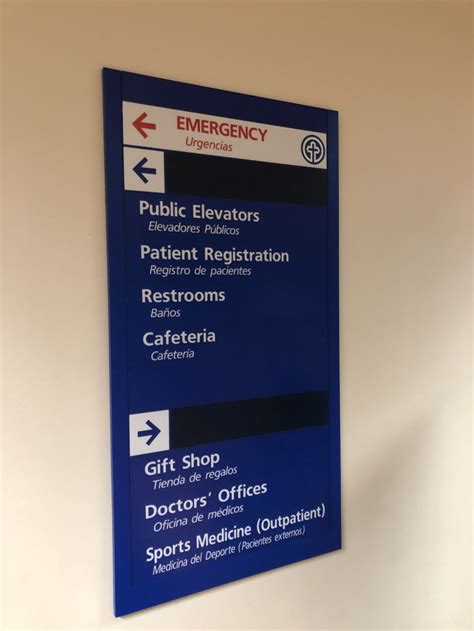 EMERGENCY
Urgencias
Public Elevators
Elevadores Públicos
Patient Registration
Registro de pacientes
Restrooms
Baños
Cafeteria
Cafetería
Gift Shop
Tienda de regalos
Doctors' Offices
Oficina de médicos
Sports Medicine (Outpatient)
Medicina del Deporte (Pacientes externos)